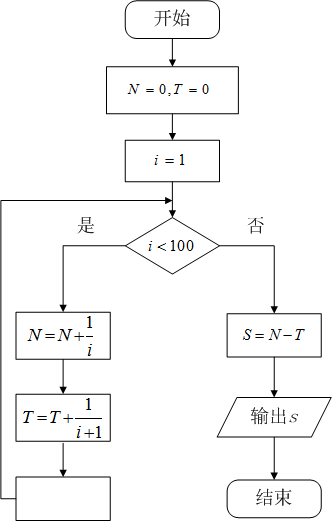 开始
N = 0, T = 0
i = 1
是
否
i < 100
N = N + 1/i
S = N − T
T = T + 1/(i+1)
输出 S
结束